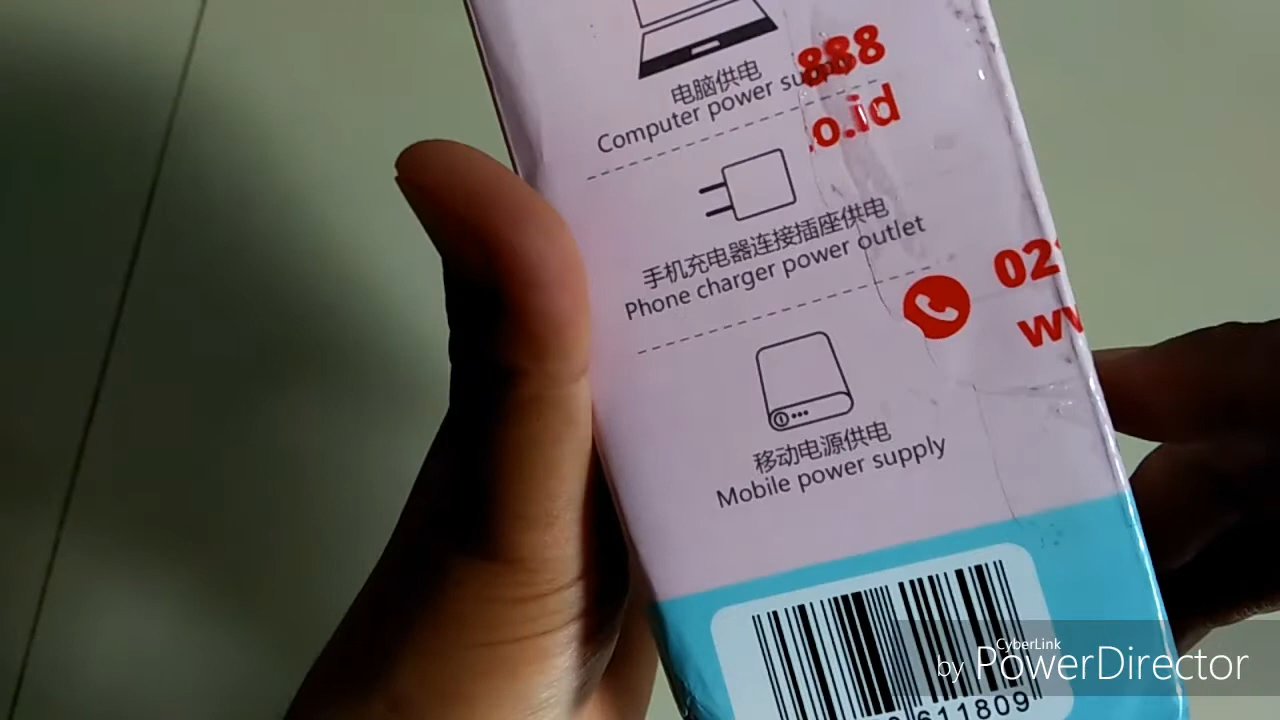 888
电脑供电
Computer power supply
.o.id
手机充电器连接插座供电
Phone charger power outlet
02
ww
移动电源供电
Mobile power supply
611809
CyberLink
by PowerDirector